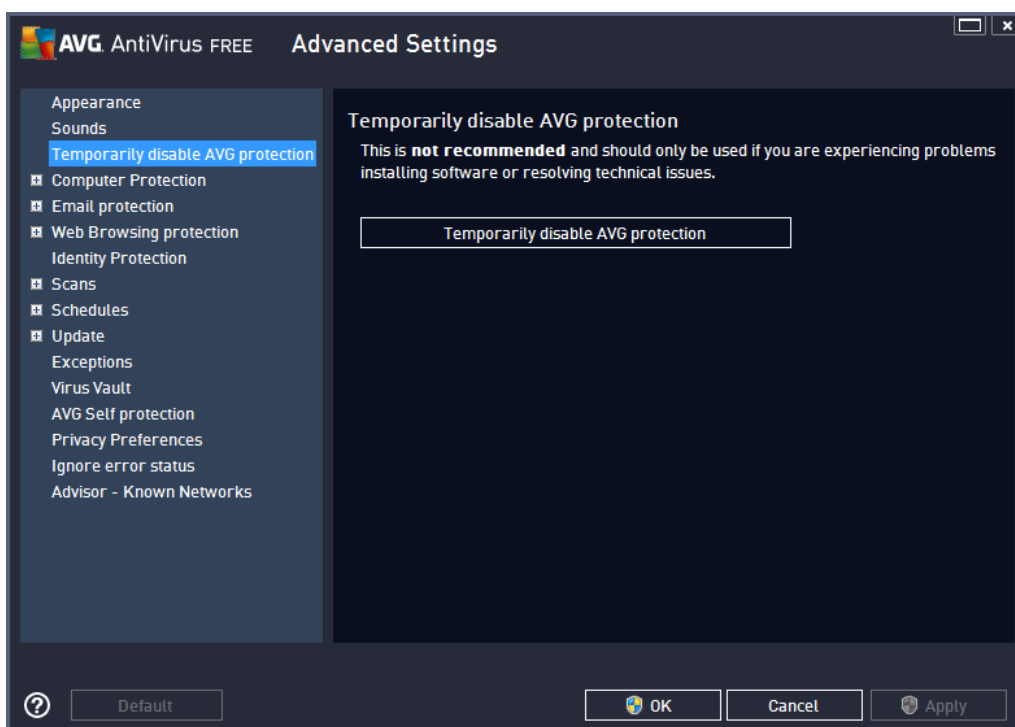 AVG. AntiVirus FREE Advanced Settings
Appearance
Sounds
Temporarily disable AVG protection
Computer Protection
Email protection
Web Browsing protection
Identity Protection
Scans
Schedules
Update
Exceptions
Virus Vault
AVG Self protection
Privacy Preferences
Ignore error status
Advisor - Known Networks
Temporarily disable AVG protection
This is not recommended and should only be used if you are experiencing problems
installing software or resolving technical issues.
Temporarily disable AVG protection
? Default OK Cancel Apply